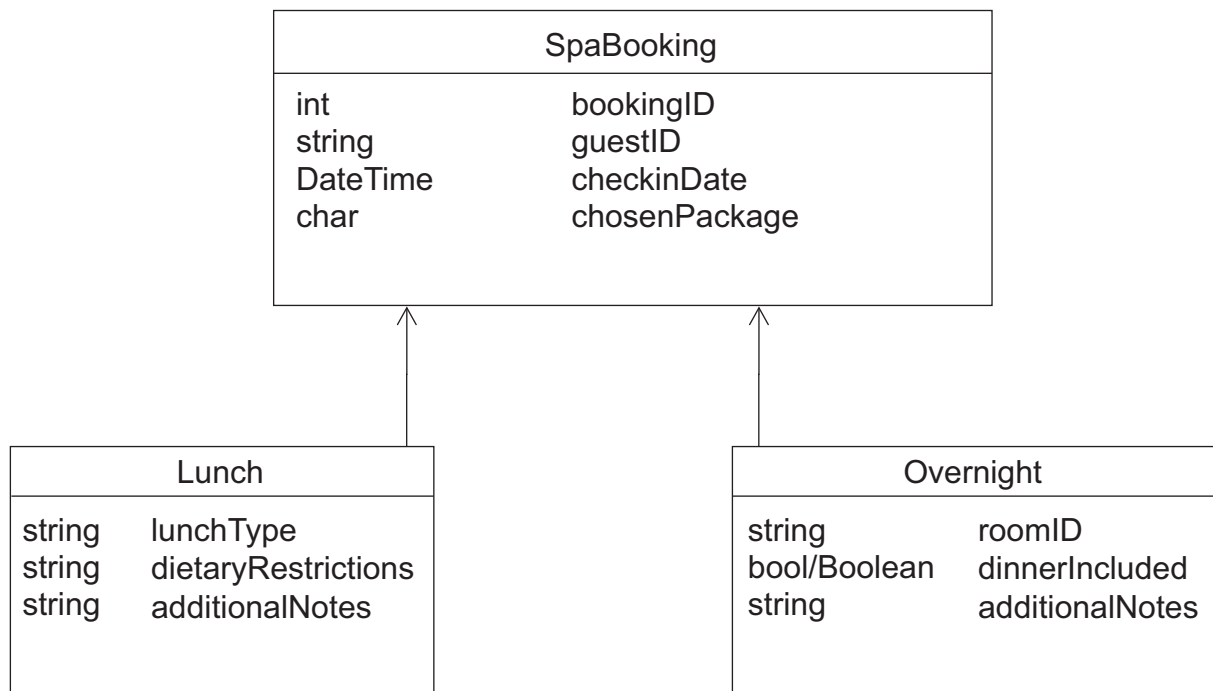 SpaBooking
int bookingID
string guestID
DateTime checkinDate
char chosenPackage
Lunch
string lunchType
string dietaryRestrictions
string additionalNotes
Overnight
string roomID
bool/Boolean dinnerIncluded
string additionalNotes